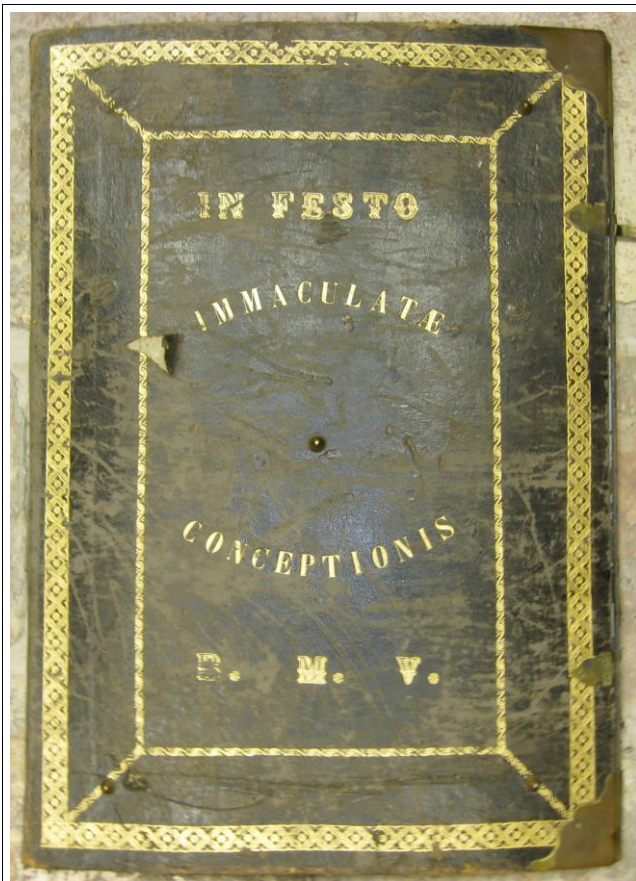 IN FESTO
IMMACULATÆ
CONCEPTIONIS
B. M. V.